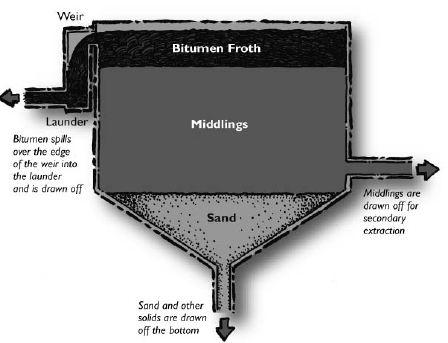 Weir
Bitumen Froth
Launder
Middlings
Bitumen spills
over the edge
of the weir into
the launder
and is drawn off
Middlings are
drawn off for
secondary
extraction
Sand
Sand and other
solids are drawn
off the bottom